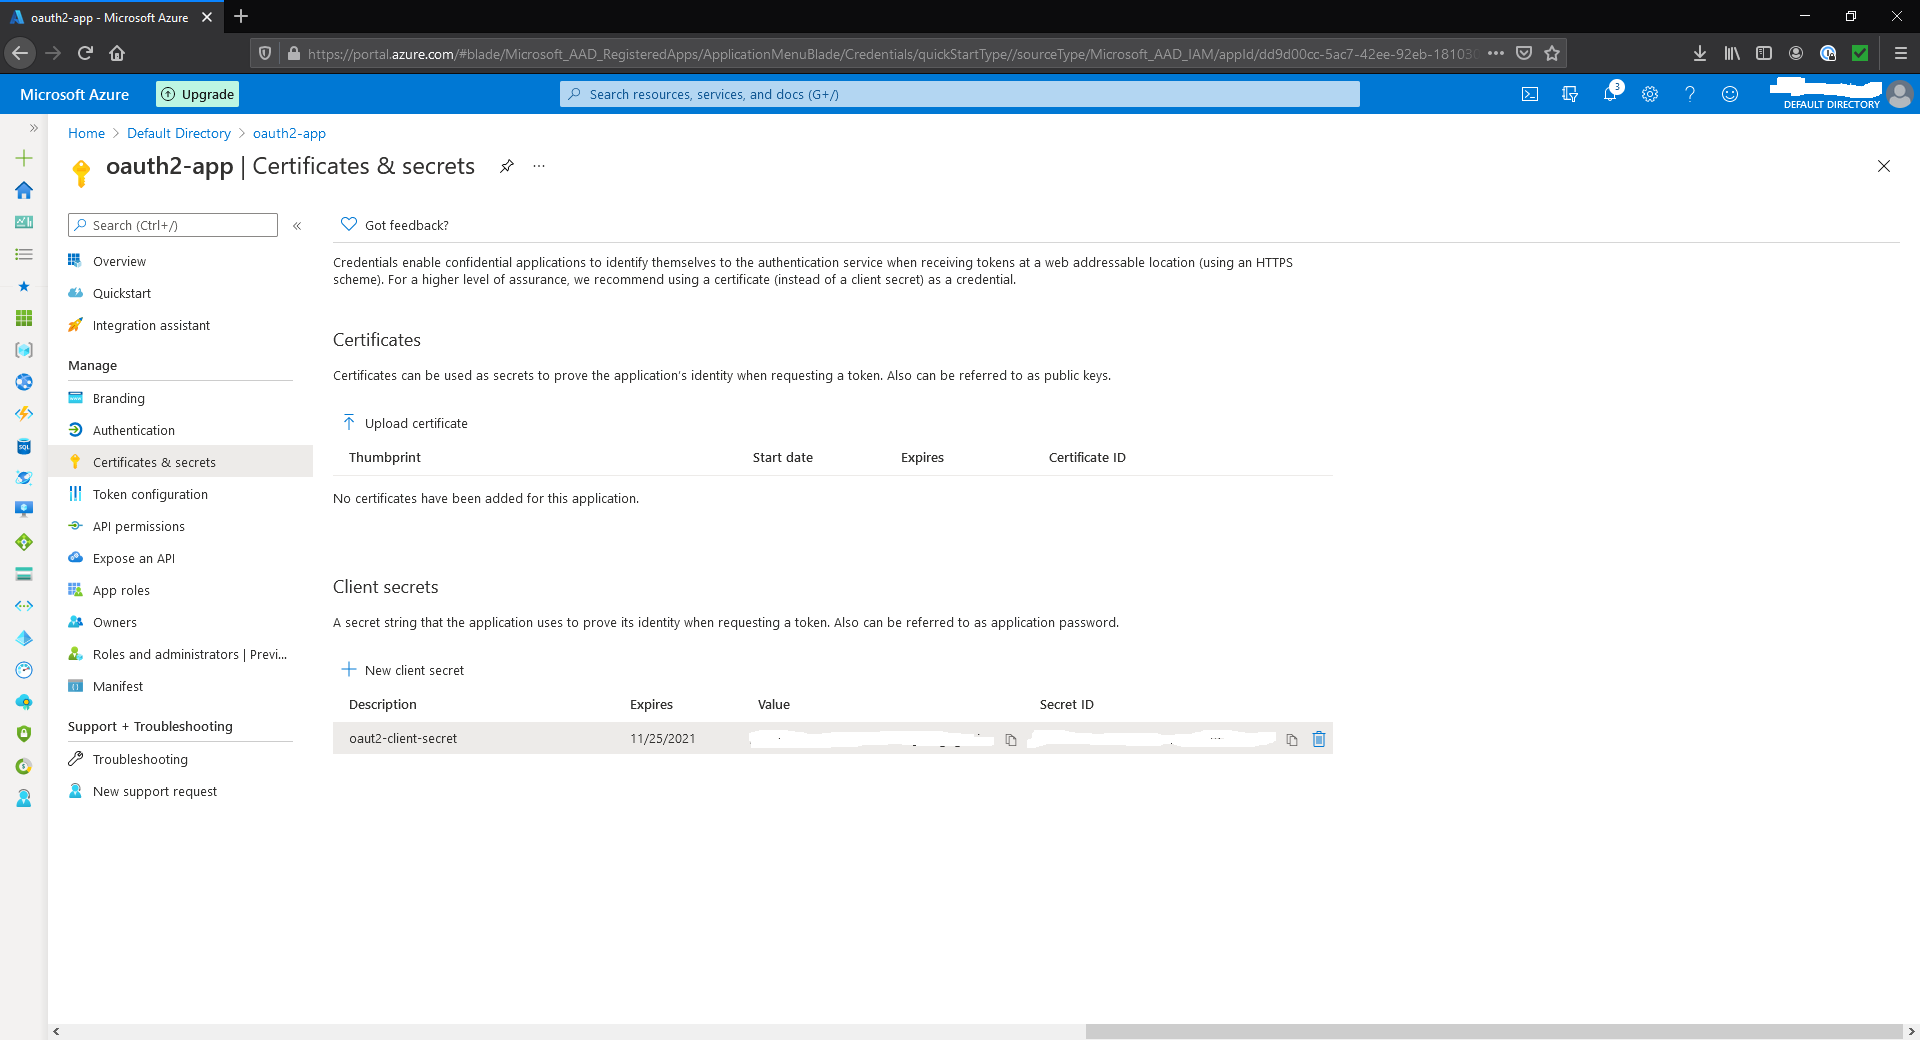 oauth2-app - Microsoft Azure
https://portal.azure.com/#blade/Microsoft_AAD_RegisteredApps/ApplicationMenuBlade/Credentials/quickStartType//sourceType/Microsoft_AAD_IAM/appId/dd9d00cc-5ac7-42ee-92eb-181030
Microsoft Azure
Upgrade
Search resources, services, and docs (G+/)
3
DEFAULT DIRECTORY
Home > Default Directory > oauth2-app
oauth2-app | Certificates & secrets
Search (Ctrl+/)
Overview
Quickstart
Integration assistant
Manage
Branding
Authentication
Certificates & secrets
Token configuration
API permissions
Expose an API
App roles
Owners
Roles and administrators | Previ...
Manifest
Support + Troubleshooting
Troubleshooting
New support request
Got feedback?
Credentials enable confidential applications to identify themselves to the authentication service when receiving tokens at a web addressable location (using an HTTPS
scheme). For a higher level of assurance, we recommend using a certificate (instead of a client secret) as a credential.
Certificates
Certificates can be used as secrets to prove the application's identity when requesting a token. Also can be referred to as public keys.
Upload certificate
Thumbprint Start date Expires Certificate ID
No certificates have been added for this application.
Client secrets
A secret string that the application uses to prove its identity when requesting a token. Also can be referred to as application password.
New client secret
Description Expires Value Secret ID
oaut2-client-secret 11/25/2021